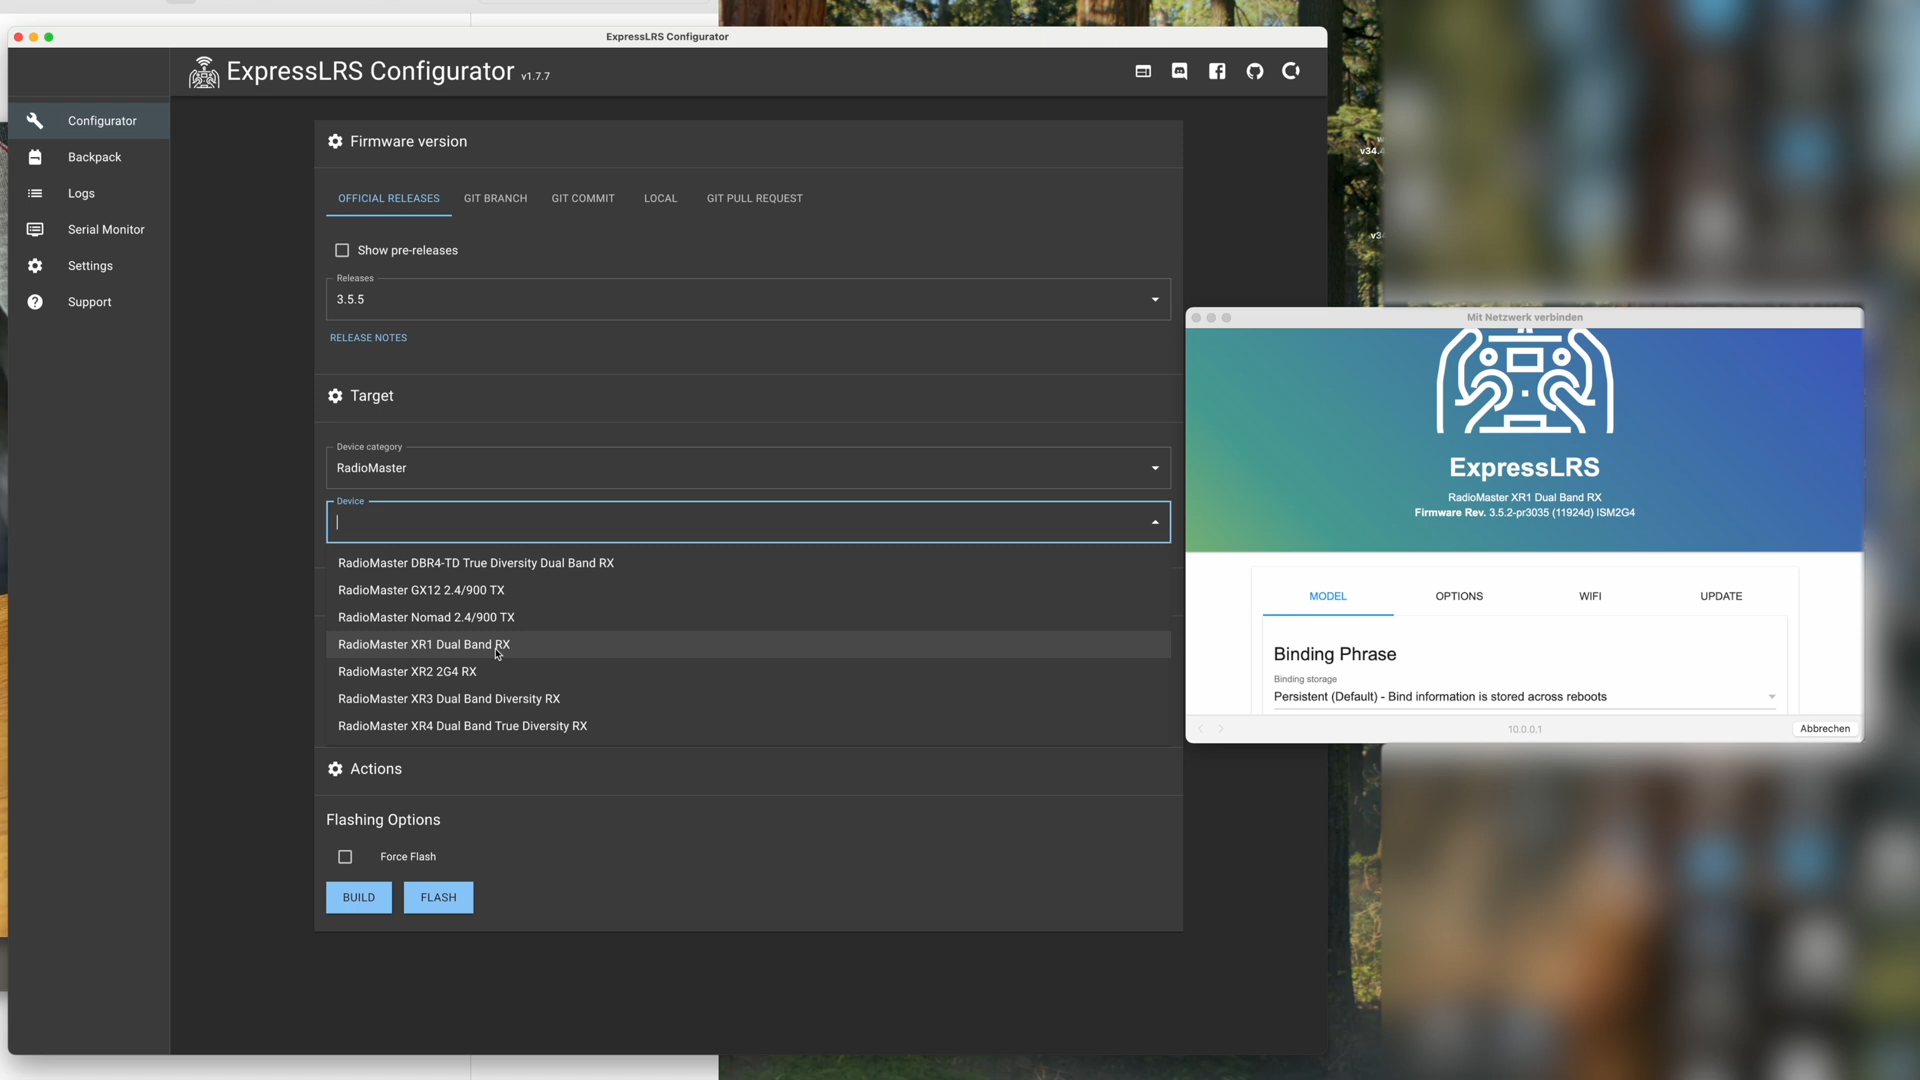 ExpressLRS Configurator
ExpressLRS Configurator v1.7.7
Configurator
Backpack
Logs
Serial Monitor
Settings
Support
Firmware version
OFFICIAL RELEASES GIT BRANCH GIT COMMIT LOCAL GIT PULL REQUEST
Show pre-releases
Releases
3.5.5
RELEASE NOTES
Target
Device category
RadioMaster
Device
RadioMaster DBR4-TD True Diversity Dual Band RX
RadioMaster GX12 2.4/900 TX
RadioMaster Nomad 2.4/900 TX
RadioMaster XR1 Dual Band RX
RadioMaster XR2 2G4 RX
RadioMaster XR3 Dual Band Diversity RX
RadioMaster XR4 Dual Band True Diversity RX
Actions
Flashing Options
Force Flash
BUILD FLASH
Mit Netzwerk verbinden
ExpressLRS
RadioMaster XR1 Dual Band RX
Firmware Rev. 3.5.2-pr3035 (11924d) ISM2G4
MODEL OPTIONS WIFI UPDATE
Binding Phrase
Binding storage
Persistent (Default) - Bind information is stored across reboots
10.0.0.1
Abbrechen